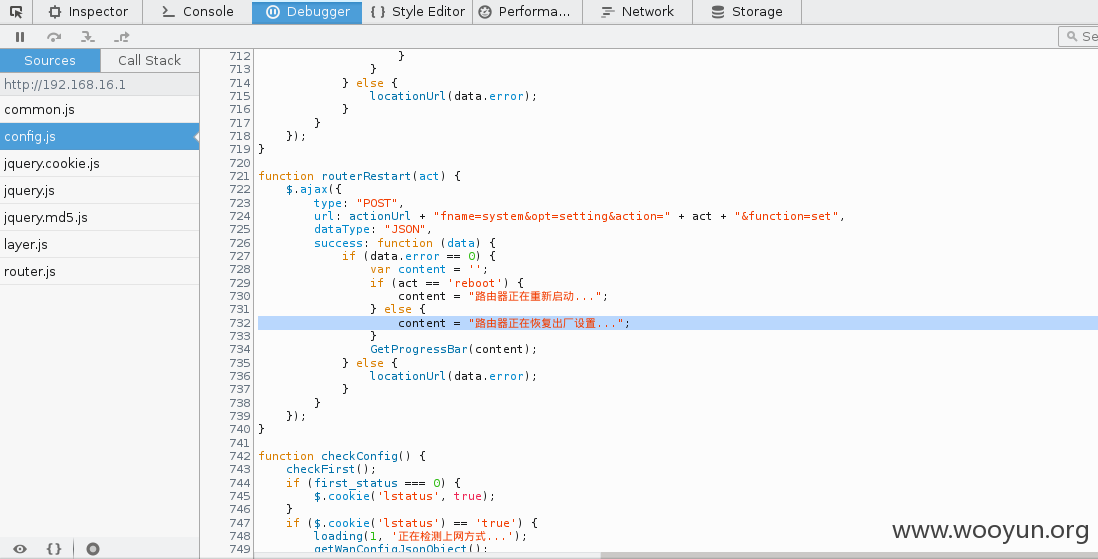 Inspector Console Debugger Style Editor Performa... Network Storage
Se
Sources Call Stack
http://192.168.16.1
common.js
config.js
jquery.cookie.js
jquery.js
jquery.md5.js
layer.js
router.js
712 }
713 }
714 } else {
715 locationUrl(data.error);
716 }
717 }
718 });
719 }
720
721 function routerRestart(act) {
722 $.ajax({
723 type: "POST",
724 url: actionUrl + "fname=system&opt=setting&action=" + act + "&function=set",
725 dataType: "JSON",
726 success: function (data) {
727 if (data.error == 0) {
728 var content = '';
729 if (act == 'reboot') {
730 content = "路由器正在重新启动...";
731 } else {
732 content = "路由器正在恢复出厂设置...";
733 }
734 GetProgressBar(content);
735 } else {
736 locationUrl(data.error);
737 }
738 }
739 });
740 }
741
742 function checkConfig() {
743 checkFirst();
744 if (first_status === 0) {
745 $.cookie('lstatus', true);
746 }
747 if ($.cookie('lstatus') == 'true') {
748 loading(1, '正在检测上网方式...');
749 getWanConfigJsonObject();
www.wooyun.org